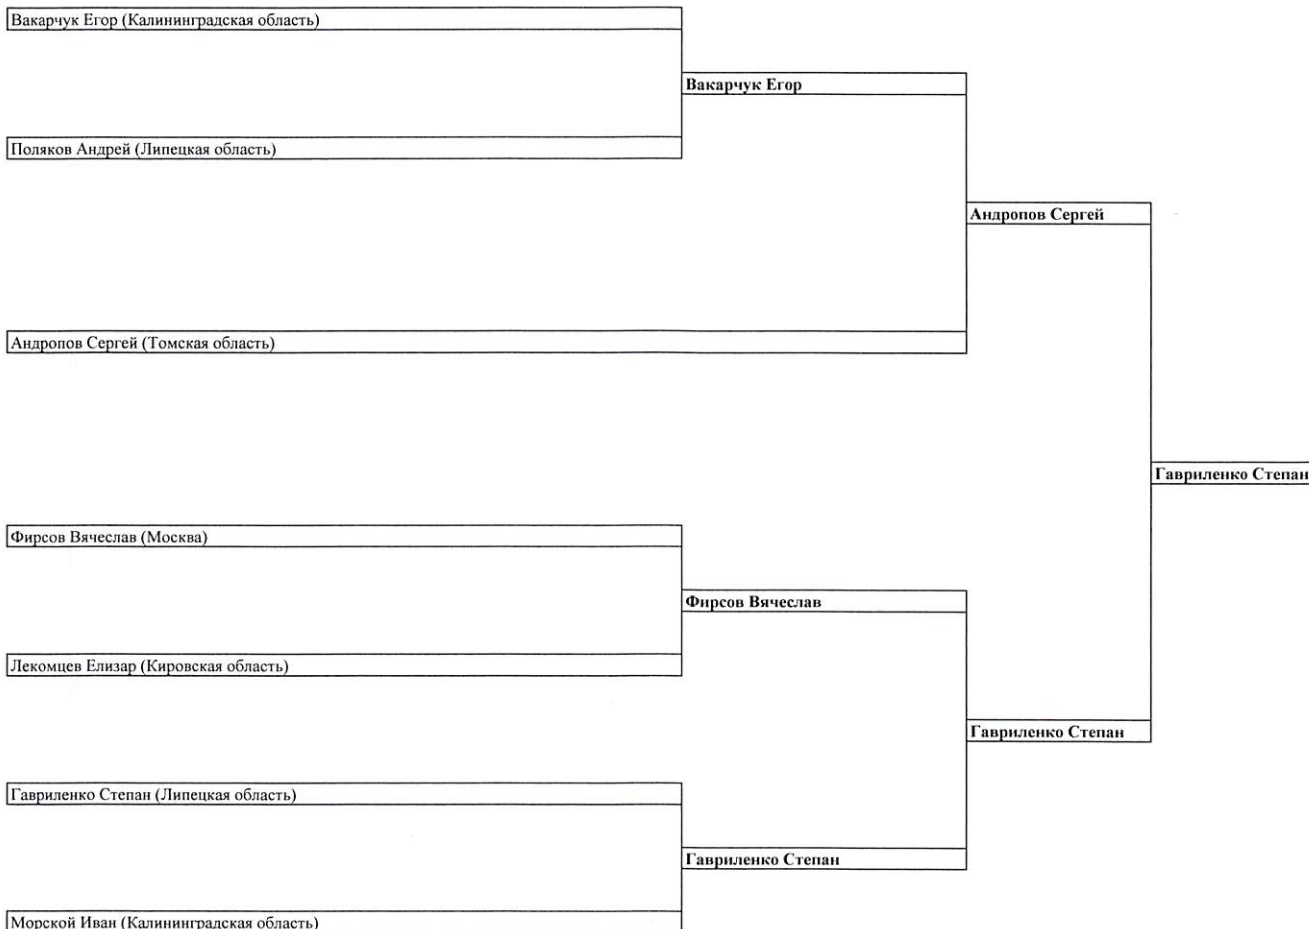 Вакарчук Егор (Калининградская область)
Вакарчук Егор
Поляков Андрей (Липецкая область)
Андропов Сергей
Андропов Сергей (Томская область)
Гавриленко Степан
Фирсов Вячеслав (Москва)
Фирсов Вячеслав
Лекомцев Елизар (Кировская область)
Гавриленко Степан
Гавриленко Степан (Липецкая область)
Гавриленко Степан
Морской Иван (Калининградская область)